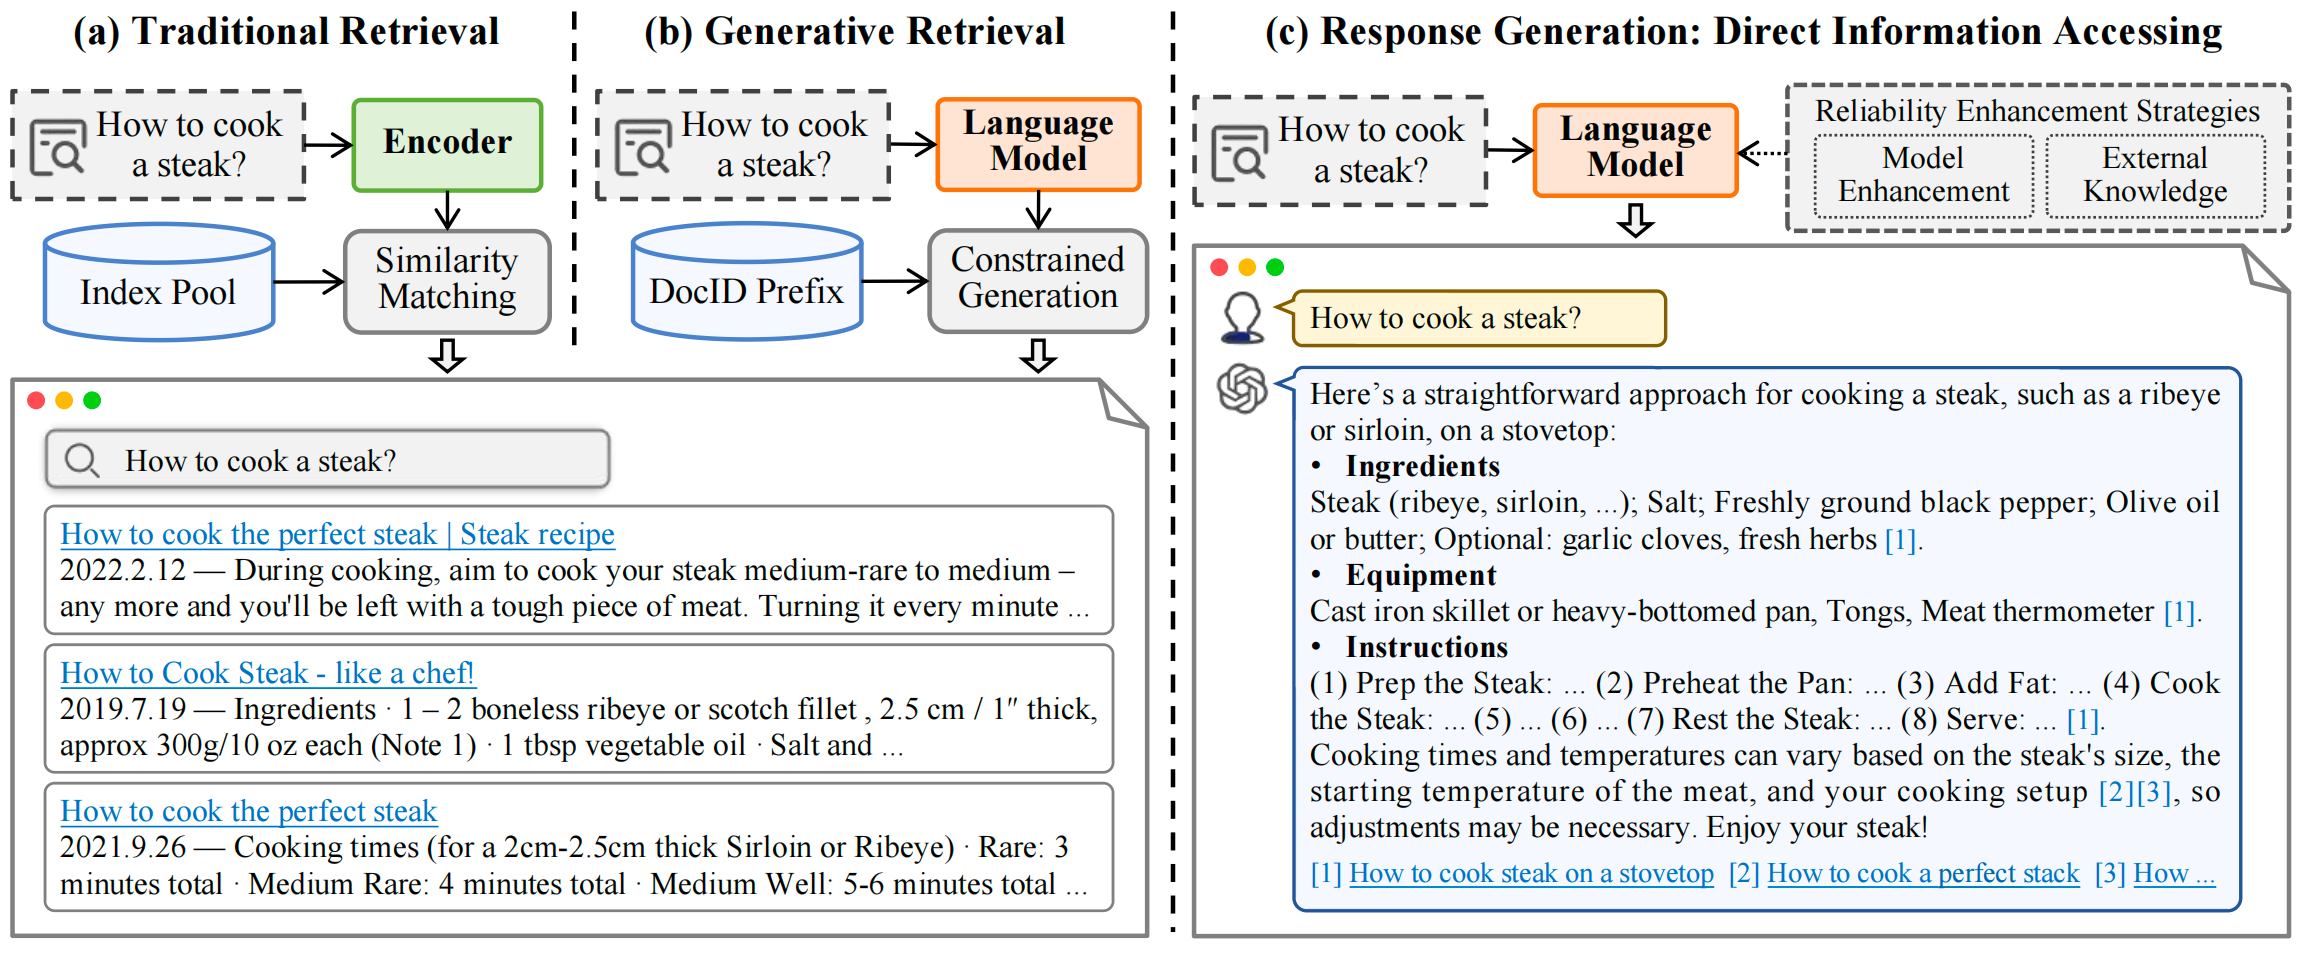 (a) Traditional Retrieval
How to cook
a steak?
Encoder
Index Pool
Similarity
Matching
(b) Generative Retrieval
How to cook
a steak?
Language
Model
DocID Prefix
Constrained
Generation
How to cook a steak?
How to cook the perfect steak | Steak recipe
2022.2.12 — During cooking, aim to cook your steak medium-rare to medium –
any more and you'll be left with a tough piece of meat. Turning it every minute ...
How to Cook Steak - like a chef!
2019.7.19 — Ingredients · 1 – 2 boneless ribeye or scotch fillet , 2.5 cm / 1″ thick,
approx 300g/10 oz each (Note 1) · 1 tbsp vegetable oil · Salt and ...
How to cook the perfect steak
2021.9.26 — Cooking times (for a 2cm-2.5cm thick Sirloin or Ribeye) · Rare: 3
minutes total · Medium Rare: 4 minutes total · Medium Well: 5-6 minutes total ...
(c) Response Generation: Direct Information Accessing
How to cook
a steak?
Language
Model
Reliability Enhancement Strategies
Model
Enhancement
External
Knowledge
How to cook a steak?
Here’s a straightforward approach for cooking a steak, such as a ribeye
or sirloin, on a stovetop:
• Ingredients
Steak (ribeye, sirloin, ...); Salt; Freshly ground black pepper; Olive oil
or butter; Optional: garlic cloves, fresh herbs [1].
• Equipment
Cast iron skillet or heavy-bottomed pan, Tongs, Meat thermometer [1].
• Instructions
(1) Prep the Steak: ... (2) Preheat the Pan: ... (3) Add Fat: ... (4) Cook
the Steak: ... (5) ... (6) ... (7) Rest the Steak: ... (8) Serve: ... [1].
Cooking times and temperatures can vary based on the steak's size, the
starting temperature of the meat, and your cooking setup [2][3], so
adjustments may be necessary. Enjoy your steak!
[1] How to cook steak on a stovetop [2] How to cook a perfect stack [3] How ...